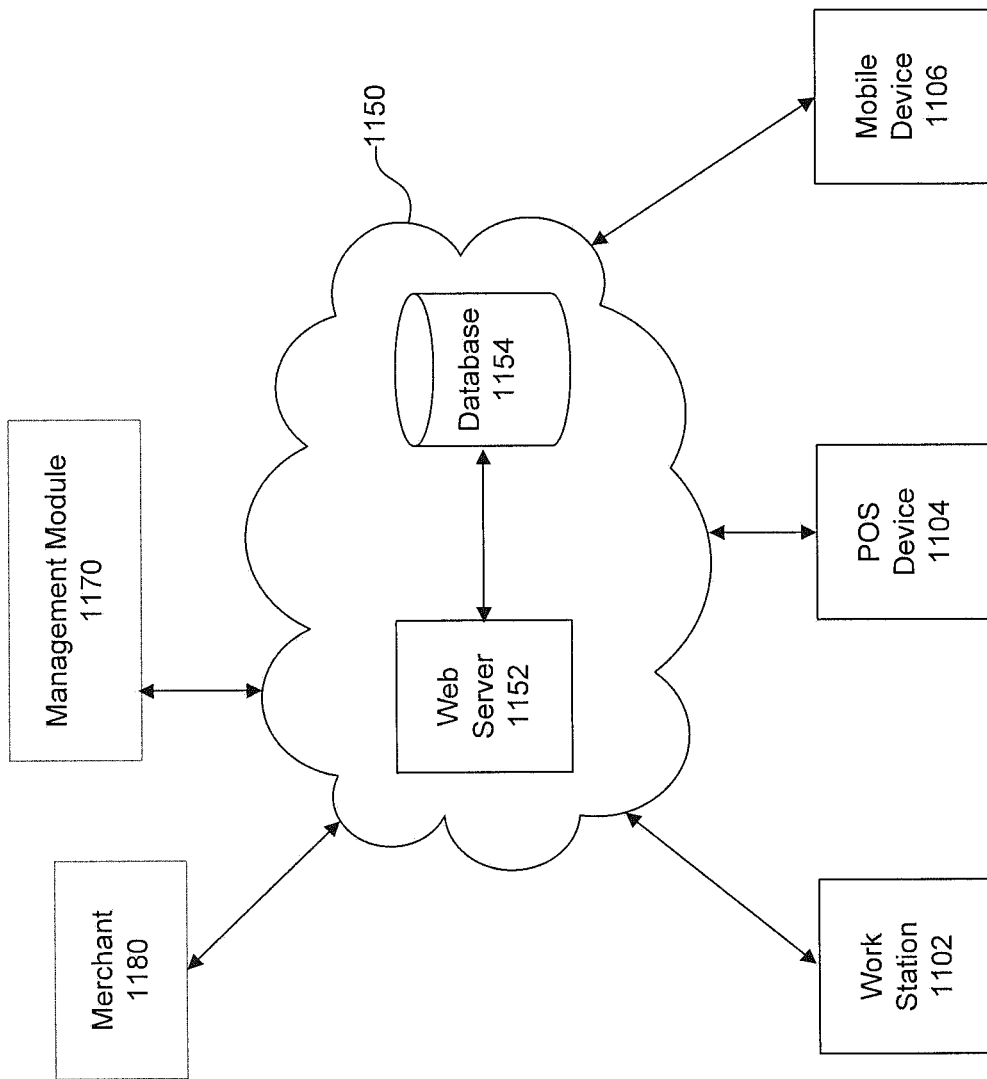 Merchant
1180
Management Module
1170
1150
Web
Server
1152
Database
1154
Work
Station
1102
POS
Device
1104
Mobile
Device
1106